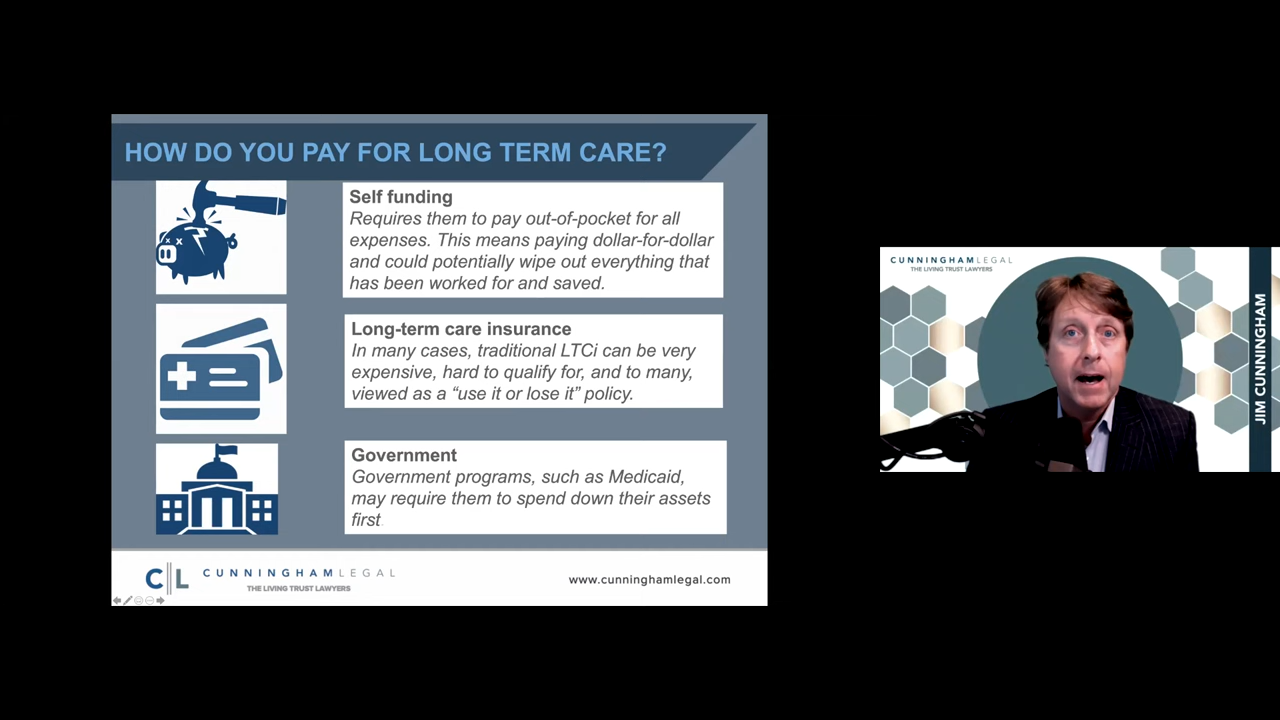 HOW DO YOU PAY FOR LONG TERM CARE?
Self funding
Requires them to pay out-of-pocket for all
expenses. This means paying dollar-for-dollar
and could potentially wipe out everything that
has been worked for and saved.
Long-term care insurance
In many cases, traditional LTCi can be very
expensive, hard to qualify for, and to many,
viewed as a “use it or lose it” policy.
Government
Government programs, such as Medicaid,
may require them to spend down their assets
first
CL
CUNNINGHAMLEGAL
THE LIVING TRUST LAWYERS
www.cunninghamlegal.com
CUNNINGHAMLEGAL
THE LIVING TRUST LAWYERS
JIM CUNNINGHAM